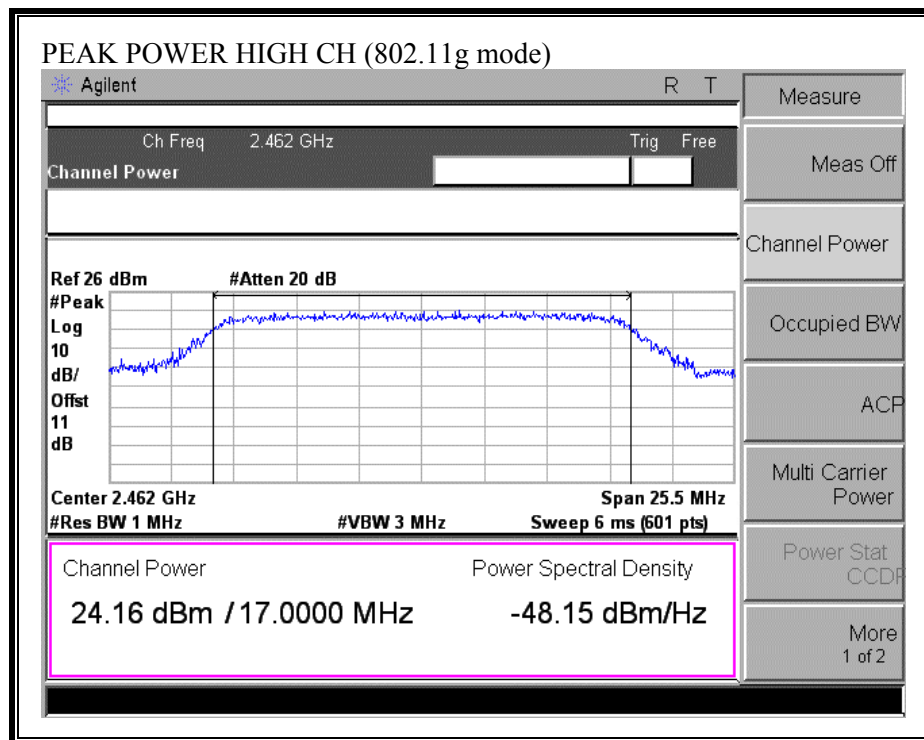 PEAK POWER HIGH CH (802.11g mode)
Agilent R T
Ch Freq 2.462 GHz Trig Free
Channel Power
Ref 26 dBm #Atten 20 dB
#Peak
Log
10
dB/
Offst
11
dB
Center 2.462 GHz Span 25.5 MHz
#Res BW 1 MHz #VBW 3 MHz Sweep 6 ms (601 pts)
Channel Power Power Spectral Density
24.16 dBm / 17.0000 MHz -48.15 dBm/Hz
Measure
Meas Off
Channel Power
Occupied BW
ACP
Multi Carrier
Power
Power Stat
CCDF
More
1 of 2